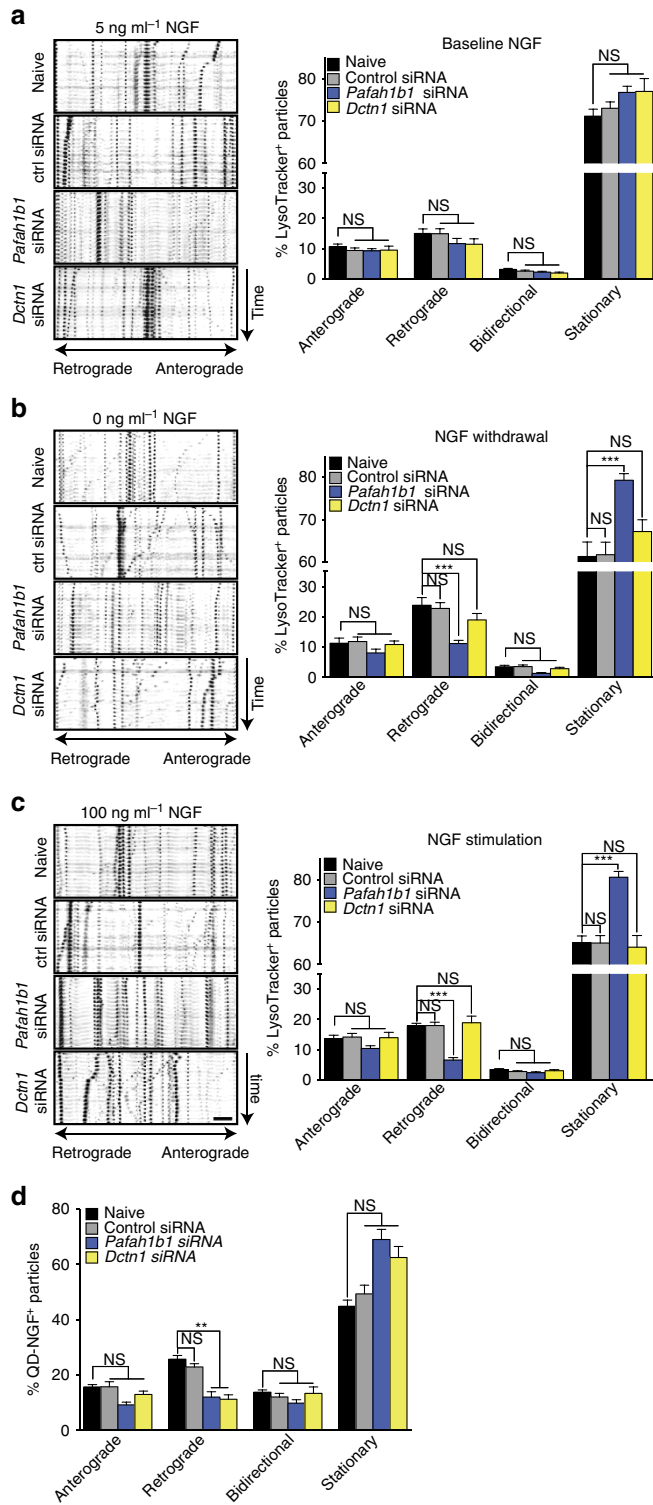 a
5 ng ml⁻¹ NGF
Naive
ctrl siRNA
Pafah1b1 siRNA
Dctn1 siRNA
Time
Retrograde Anterograde
Baseline NGF
Naive
Control siRNA
Pafah1b1 siRNA
Dctn1 siRNA
% LysoTracker⁺ particles
80
70
60
30
20
10
0
NS
NS
NS
NS
Anterograde
Retrograde
Bidirectional
Stationary
b
0 ng ml⁻¹ NGF
Naive
ctrl siRNA
Pafah1b1 siRNA
Dctn1 siRNA
Time
Retrograde Anterograde
NGF withdrawal
Naive
Control siRNA
Pafah1b1 siRNA
Dctn1 siRNA
% LysoTracker⁺ particles
80
70
60
30
20
10
0
NS
NS
***
NS
NS
NS
***
NS
Anterograde
Retrograde
Bidirectional
Stationary
c
100 ng ml⁻¹ NGF
Naive
ctrl siRNA
Pafah1b1 siRNA
Dctn1 siRNA
time
Retrograde Anterograde
NGF stimulation
Naive
Control siRNA
Pafah1b1 siRNA
Dctn1 siRNA
% LysoTracker⁺ particles
80
70
60
30
20
10
0
NS
NS
***
NS
NS
NS
***
NS
Anterograde
Retrograde
Bidirectional
Stationary
d
Naive
Control siRNA
Pafah1b1 siRNA
Dctn1 siRNA
% QD-NGF⁺ particles
80
60
40
20
0
NS
**
NS
NS
NS
Anterograde
Retrograde
Bidirectional
Stationary